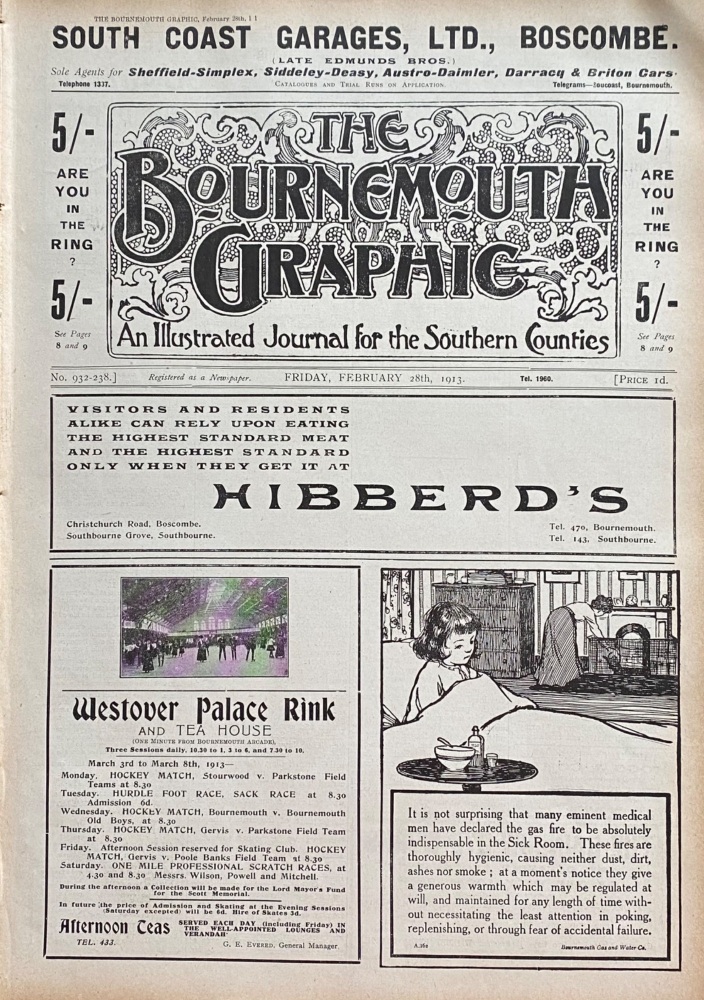 THE BOURNEMOUTH GRAPHIC, February 28th, 1
SOUTH COAST GARAGES, LTD., BOSCOMBE.
(LATE EDMUNDS BROS.)
Sole Agents for Sheffield-Simplex, Siddeley-Deasy, Austro-Daimler, Darracq & Briton Cars.
Telephone 1337. CATALOGUES AND TRIAL RUNS ON APPLICATION. Telegrams—Soucoast, Bournemouth.
5/-
ARE
YOU
IN
THE
RING
?
5/-
See Pages
8 and 9
THE
BOURNEMOUTH
GRAPHIC
An Illustrated Journal for the Southern Counties
5/-
ARE
YOU
IN
THE
RING
?
5/-
See Pages
8 and 9
No. 932-238.] Registered as a Newspaper. FRIDAY, FEBRUARY 28th, 1913. Tel. 1960. [PRICE 1d.
VISITORS AND RESIDENTS
ALIKE CAN RELY UPON EATING
THE HIGHEST STANDARD MEAT
AND THE HIGHEST STANDARD
ONLY WHEN THEY GET IT AT
HIBBERD'S
Christchurch Road, Boscombe.
Southbourne Grove, Southbourne.
Tel. 470, Bournemouth.
Tel. 143, Southbourne.
Westover Palace Rink
AND TEA HOUSE
(ONE MINUTE FROM BOURNEMOUTH ARCADE),
Three Sessions daily, 10.30 to 1, 3 to 6, and 7.30 to 10.
March 3rd to March 8th, 1913—
Monday. HOCKEY MATCH, Stourwood v. Parkstone Field
Teams at 8.30
Tuesday. HURDLE FOOT RACE, SACK RACE at 8.30
Admission 6d.
Wednesday. HOCKEY MATCH, Bournemouth v. Bournemouth
Old Boys, at 8.30
Thursday. HOCKEY MATCH, Gervis v. Parkstone Field Team
at 8.30
Friday. Afternoon Session reserved for Skating Club. HOCKEY
MATCH, Gervis v. Poole Banks Field Team at 8.30
Saturday. ONE MILE PROFESSIONAL SCRATCH RACES, at
4.30 and 8.30 Messrs. Wilson, Powell and Mitchell.
During the afternoon a Collection will be made for the Lord Mayor's Fund
for the Scott Memorial.
In future the price of Admission and Skating at the Evening Sessions
(Saturday excepted) will be 6d. Hire of Skates 3d.
Afternoon Teas SERVED EACH DAY (including Friday) IN
THE WELL-APPOINTED LOUNGES AND
VERANDAH
TEL. 433. G. E. EVERED, General Manager.
It is not surprising that many eminent medical
men have declared the gas fire to be absolutely
indispensable in the Sick Room. These fires are
thoroughly hygienic, causing neither dust, dirt,
ashes nor smoke; at a moment's notice they give
a generous warmth which may be regulated at
will, and maintained for any length of time with-
out necessitating the least attention in poking,
replenishing, or through fear of accidental failure.
Bournemouth Gas and Water Co.